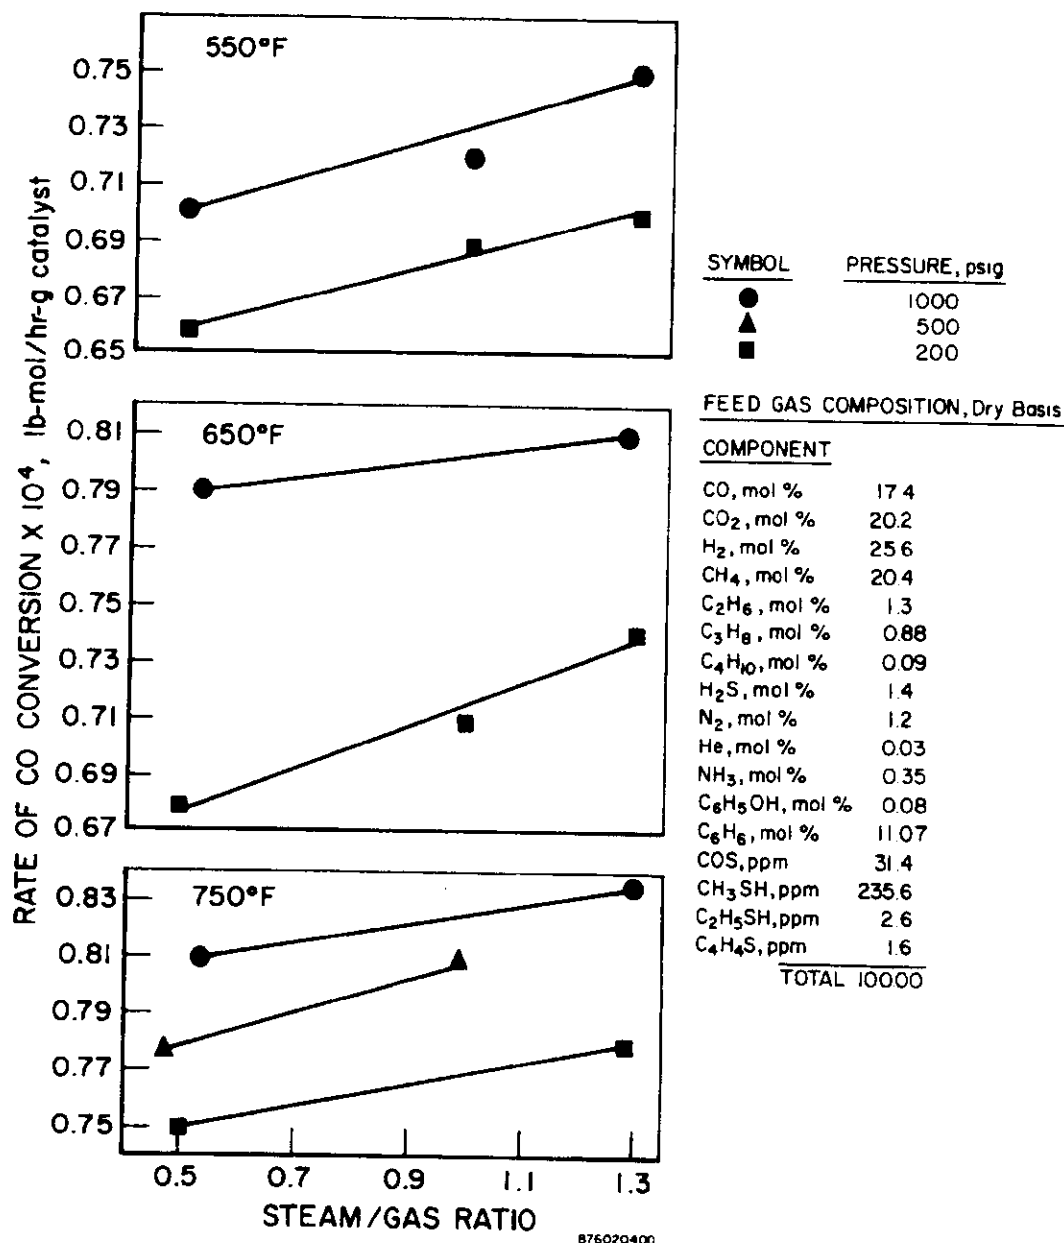 RATE OF CO CONVERSION X 10⁴, lb-mol/hr-g catalyst
550°F
0.75
0.73
0.71
0.69
0.67
0.65
650°F
0.81
0.79
0.77
0.75
0.73
0.71
0.69
0.67
750°F
0.83
0.81
0.79
0.77
0.75
0.5 0.7 0.9 1.1 1.3
STEAM/GAS RATIO
876020400
SYMBOL PRESSURE, psig
● 1000
▲ 500
■ 200
FEED GAS COMPOSITION, Dry Basis
COMPONENT
CO, mol % 17.4
CO₂, mol % 20.2
H₂, mol % 25.6
CH₄, mol % 20.4
C₂H₆, mol % 1.3
C₃H₈, mol % 0.88
C₄H₁₀, mol % 0.09
H₂S, mol % 1.4
N₂, mol % 1.2
He, mol % 0.03
NH₃, mol % 0.35
C₆H₅OH, mol % 0.08
C₆H₆, mol % 11.07
COS, ppm 31.4
CH₃SH, ppm 235.6
C₂H₅SH, ppm 2.6
C₄H₄S, ppm 1.6
TOTAL 100.00